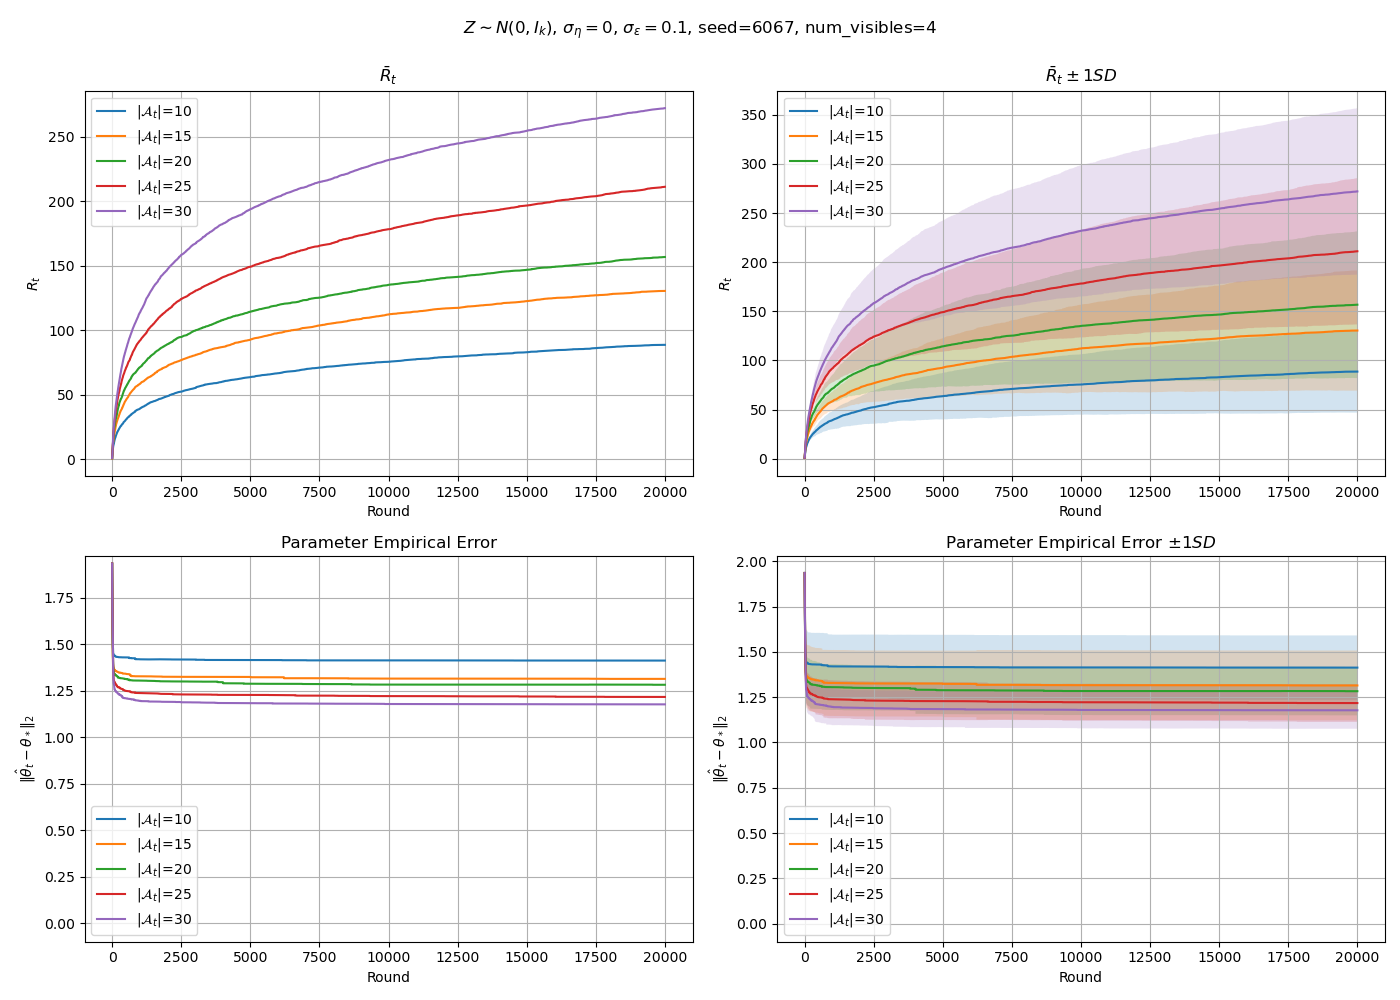 Z ∼ N(0, I_k), σ_η = 0, σ_ε = 0.1, seed=6067, num_visibles=4
R̄_t
R_t
250
200
150
100
50
0
|𝒜_t|=10
|𝒜_t|=15
|𝒜_t|=20
|𝒜_t|=25
|𝒜_t|=30
0 2500 5000 7500 10000 12500 15000 17500 20000
Round
R̄_t ± 1SD
R_t
350
300
250
200
150
100
50
0
|𝒜_t|=10
|𝒜_t|=15
|𝒜_t|=20
|𝒜_t|=25
|𝒜_t|=30
0 2500 5000 7500 10000 12500 15000 17500 20000
Round
Parameter Empirical Error
‖θ̂_t − θ_*‖_2
1.75
1.50
1.25
1.00
0.75
0.50
0.25
0.00
|𝒜_t|=10
|𝒜_t|=15
|𝒜_t|=20
|𝒜_t|=25
|𝒜_t|=30
0 2500 5000 7500 10000 12500 15000 17500 20000
Round
Parameter Empirical Error ±1SD
‖θ̂_t − θ_*‖_2
2.00
1.75
1.50
1.25
1.00
0.75
0.50
0.25
0.00
|𝒜_t|=10
|𝒜_t|=15
|𝒜_t|=20
|𝒜_t|=25
|𝒜_t|=30
0 2500 5000 7500 10000 12500 15000 17500 20000
Round